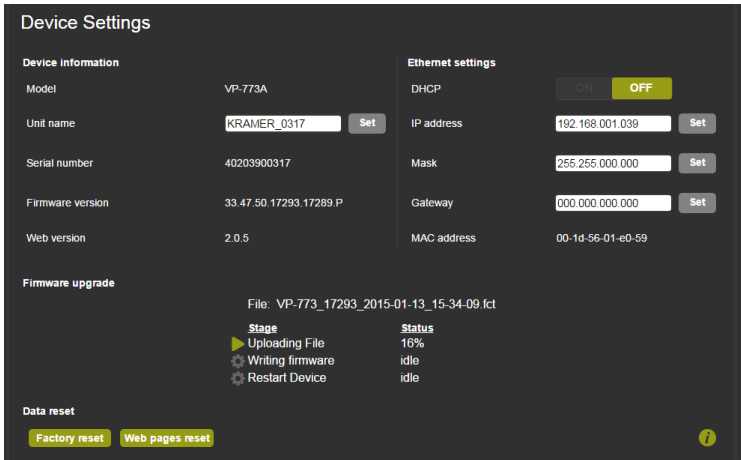 Device Settings
Device information
Model VP-773A
Unit name KRAMER_0317 Set
Serial number 40203900317
Firmware version 33.47.50.17293.17289.P
Web version 2.0.5
Ethernet settings
DHCP ON OFF
IP address 192.168.001.039 Set
Mask 255.255.000.000 Set
Gateway 000.000.000.000 Set
MAC address 00-1d-56-01-e0-59
Firmware upgrade
File: VP-773_17293_2015-01-13_15-34-09.fct
Stage Status
Uploading File 16%
Writing firmware idle
Restart Device idle
Data reset
Factory reset Web pages reset
i